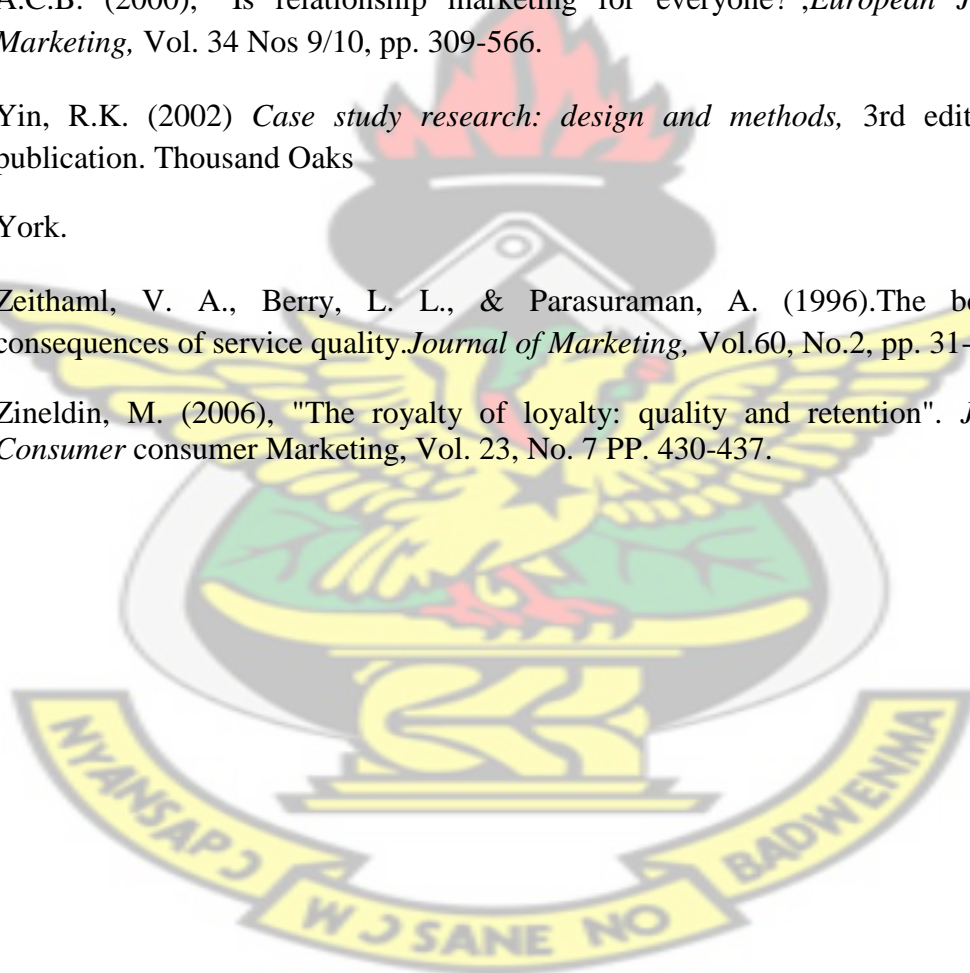 A.C.B. (2000), Is relationship marketing for everyone? ,European J
Marketing, Vol. 34 Nos 9/10, pp. 309-566.
Yin, R.K. (2002) Case study research: design and methods, 3rd edit
publication. Thousand Oaks
York.
Zeithaml, V. A., Berry, L. L., & Parasuraman, A. (1996).The be
consequences of service quality.Journal of Marketing, Vol.60, No.2, pp. 31-
Zineldin, M. (2006), "The royalty of loyalty: quality and retention". J
Consumer consumer Marketing, Vol. 23, No. 7 PP. 430-437.
NYANSAPƆ
WƆ SANE NO
BADWENMA